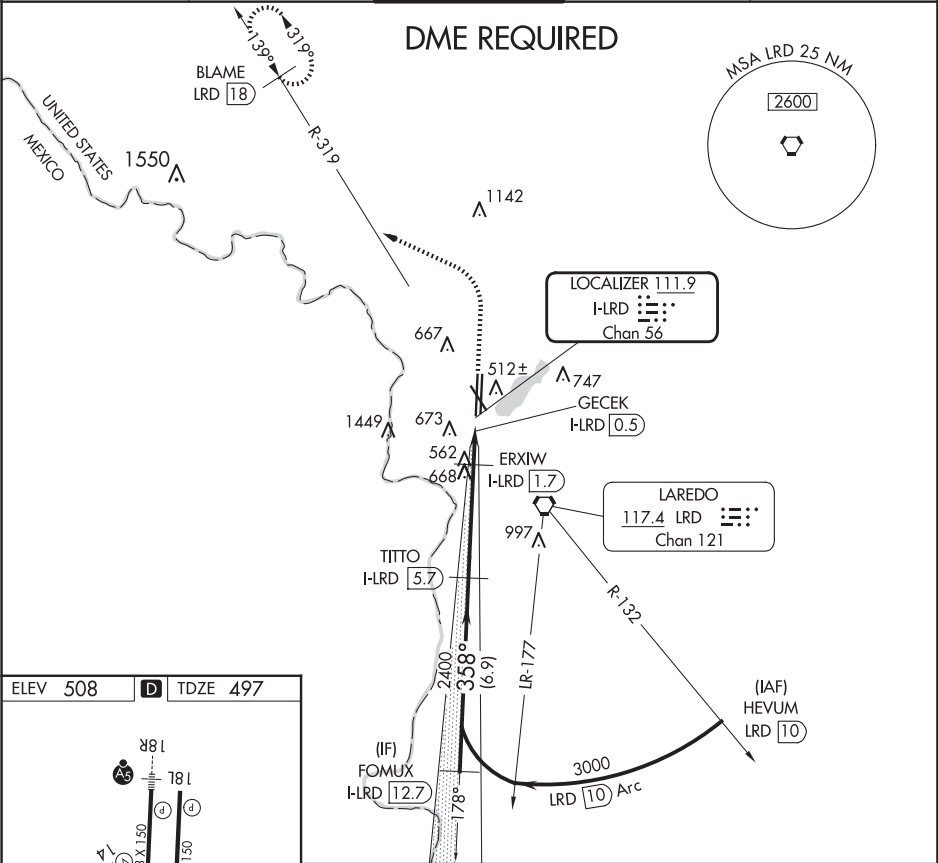 DME REQUIRED
139°
319°
BLAME
LRD 18
R-319
UNITED STATES
MEXICO
1550
1142
MSA LRD 25 NM
2600
LOCALIZER 111.9
I-LRD
Chan 56
667
512±
747
GECEK
I-LRD 0.5
1449
673
562
668
ERXIW
I-LRD 1.7
LAREDO
117.4 LRD
Chan 121
997
TITTO
I-LRD 5.7
R-132
LR-177
2400
358°
(6.9)
(IAF)
HEVUM
LRD 10
3000
LRD 10 Arc
(IF)
FOMUX
I-LRD 12.7
178°
ELEV 508
D
TDZE 497
18R
A5
18L
P
P
X 150
150
14